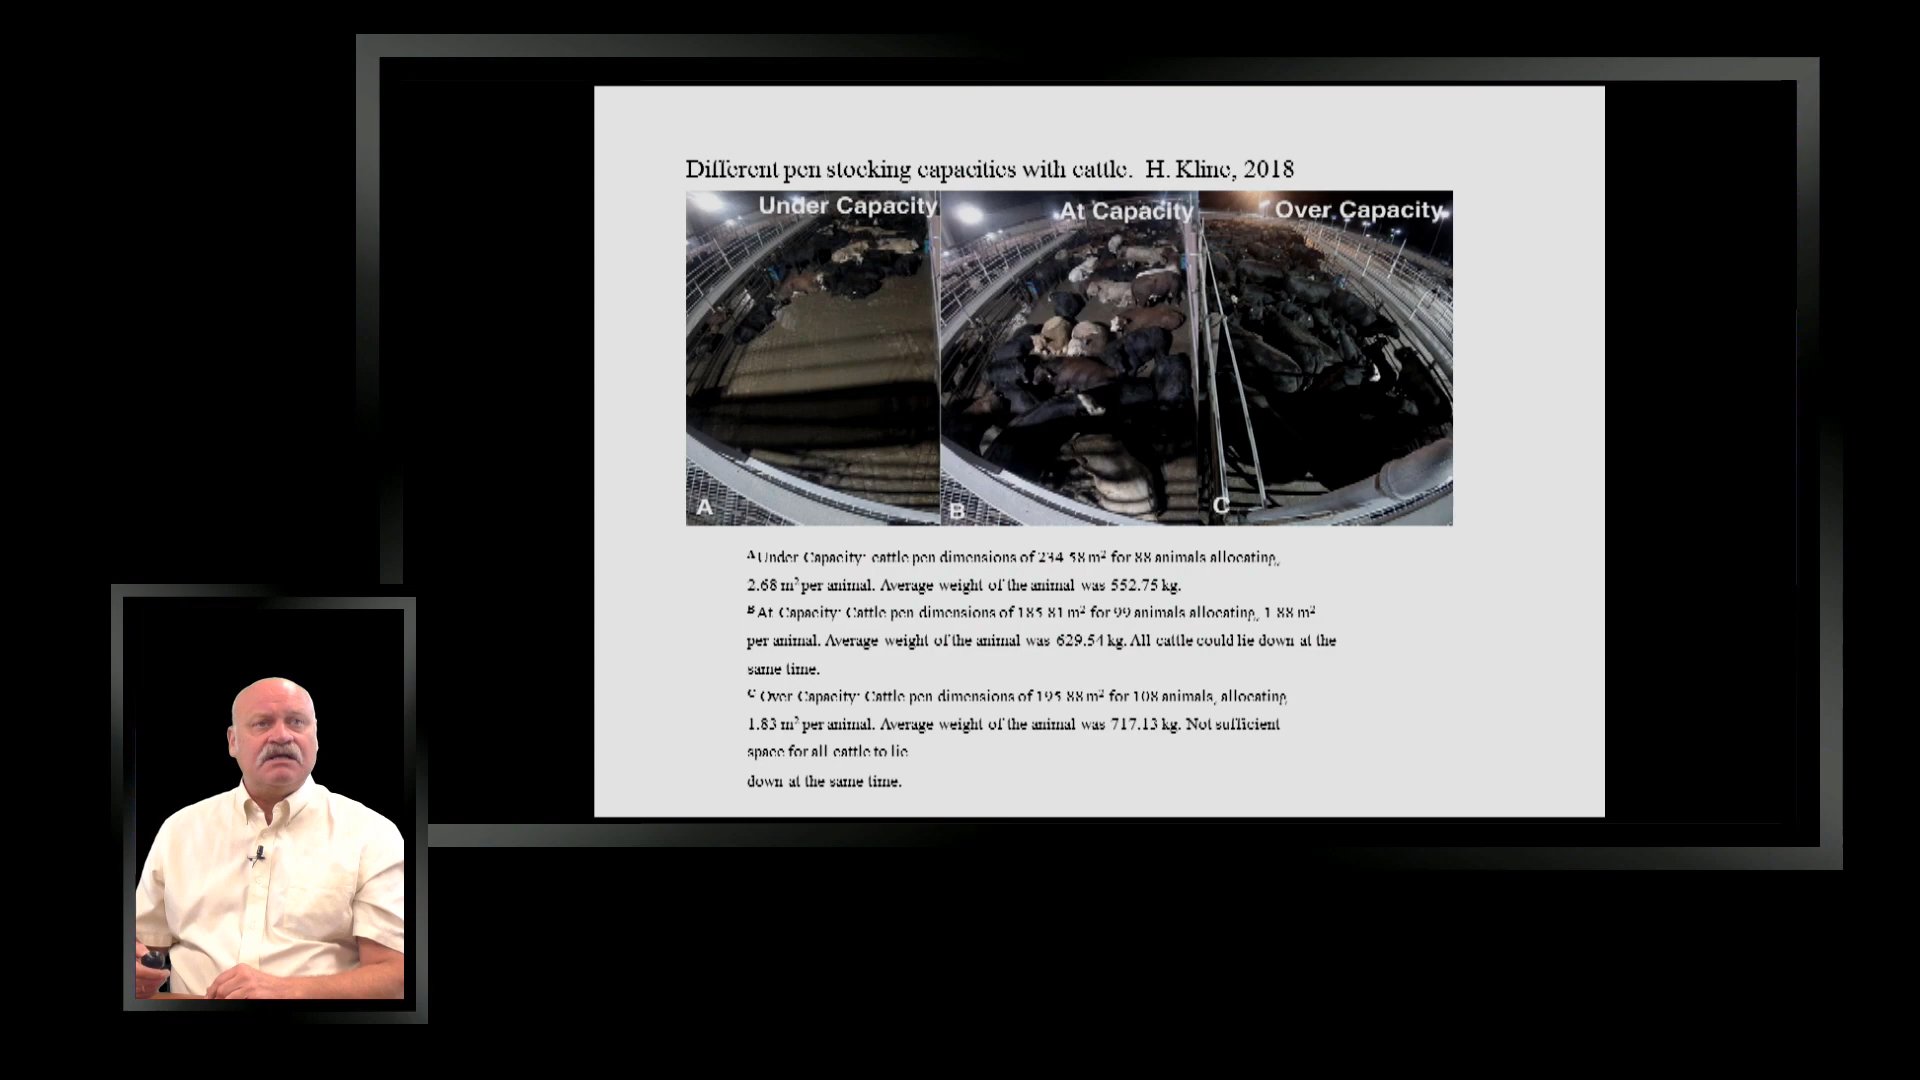 Different pen stocking capacities with cattle. H. Kline, 2018
Under Capacity
At Capacity
Over Capacity
A
B
C
A Under Capacity: cattle pen dimensions of 234.58 m² for 88 animals allocating,
2.68 m² per animal. Average weight of the animal was 552.75 kg.
B At Capacity: Cattle pen dimensions of 185.81 m² for 99 animals allocating, 1.88 m²
per animal. Average weight of the animal was 629.54 kg. All cattle could lie down at the
same time.
C Over Capacity: Cattle pen dimensions of 195.88 m² for 108 animals, allocating
1.83 m² per animal. Average weight of the animal was 717.13 kg. Not sufficient
space for all cattle to lie
down at the same time.